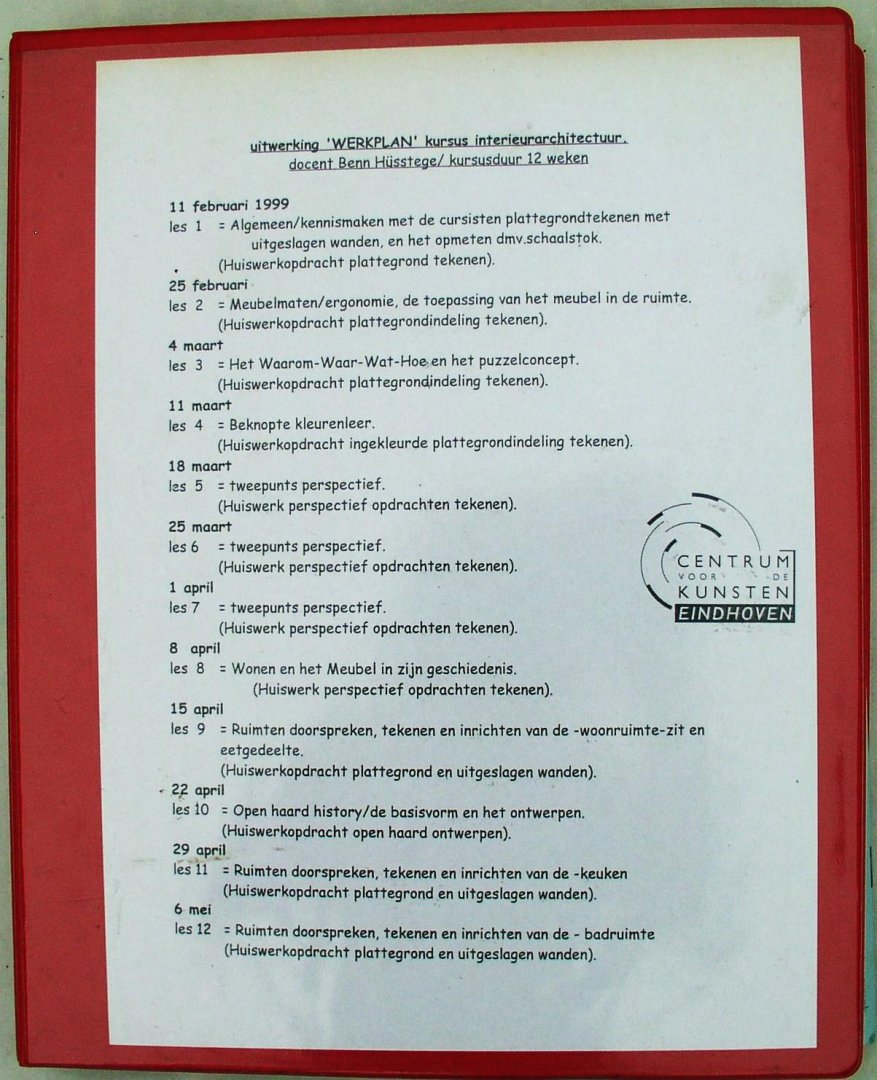 uitwerking 'WERKPLAN' kursus interieurarchitectuur.
docent Benn Hüsstege/ kursusduur 12 weken
11 februari 1999
les 1 = Algemeen/kennismaken met de cursisten plattegrondtekenen met
uitgeslagen wanden, en het opmeten dmv.schaalstok.
(Huiswerkopdracht plattegrond tekenen).
25 februari
les 2 = Meubelmaten/ergonomie, de toepassing van het meubel in de ruimte.
(Huiswerkopdracht plattegrondindeling tekenen).
4 maart
les 3 = Het Waarom-Waar-Wat-Hoe, en het puzzelconcept.
(Huiswerkopdracht plattegrondindeling tekenen).
11 maart
les 4 = Beknopte kleurenleer.
(Huiswerkopdracht ingekleurde plattegrondindeling tekenen).
18 maart
les 5 = tweepunts perspectief.
(Huiswerk perspectief opdrachten tekenen).
25 maart
les 6 = tweepunts perspectief.
(Huiswerk perspectief opdrachten tekenen).
1 april
les 7 = tweepunts perspectief.
(Huiswerk perspectief opdrachten tekenen).
8 april
les 8 = Wonen en het Meubel in zijn geschiedenis.
(Huiswerk perspectief opdrachten tekenen).
15 april
les 9 = Ruimten doorspreken, tekenen en inrichten van de -woonruimte-zit en
eetgedeelte.
(Huiswerkopdracht plattegrond en uitgeslagen wanden).
22 april
les 10 = Open haard history/de basisvorm en het ontwerpen.
(Huiswerkopdracht open haard ontwerpen).
29 april
les 11 = Ruimten doorspreken, tekenen en inrichten van de -keuken
(Huiswerkopdracht plattegrond en uitgeslagen wanden).
6 mei
les 12 = Ruimten doorspreken, tekenen en inrichten van de - badruimte
(Huiswerkopdracht plattegrond en uitgeslagen wanden).
CENTRUM
VOOR DE
KUNSTEN
EINDHOVEN